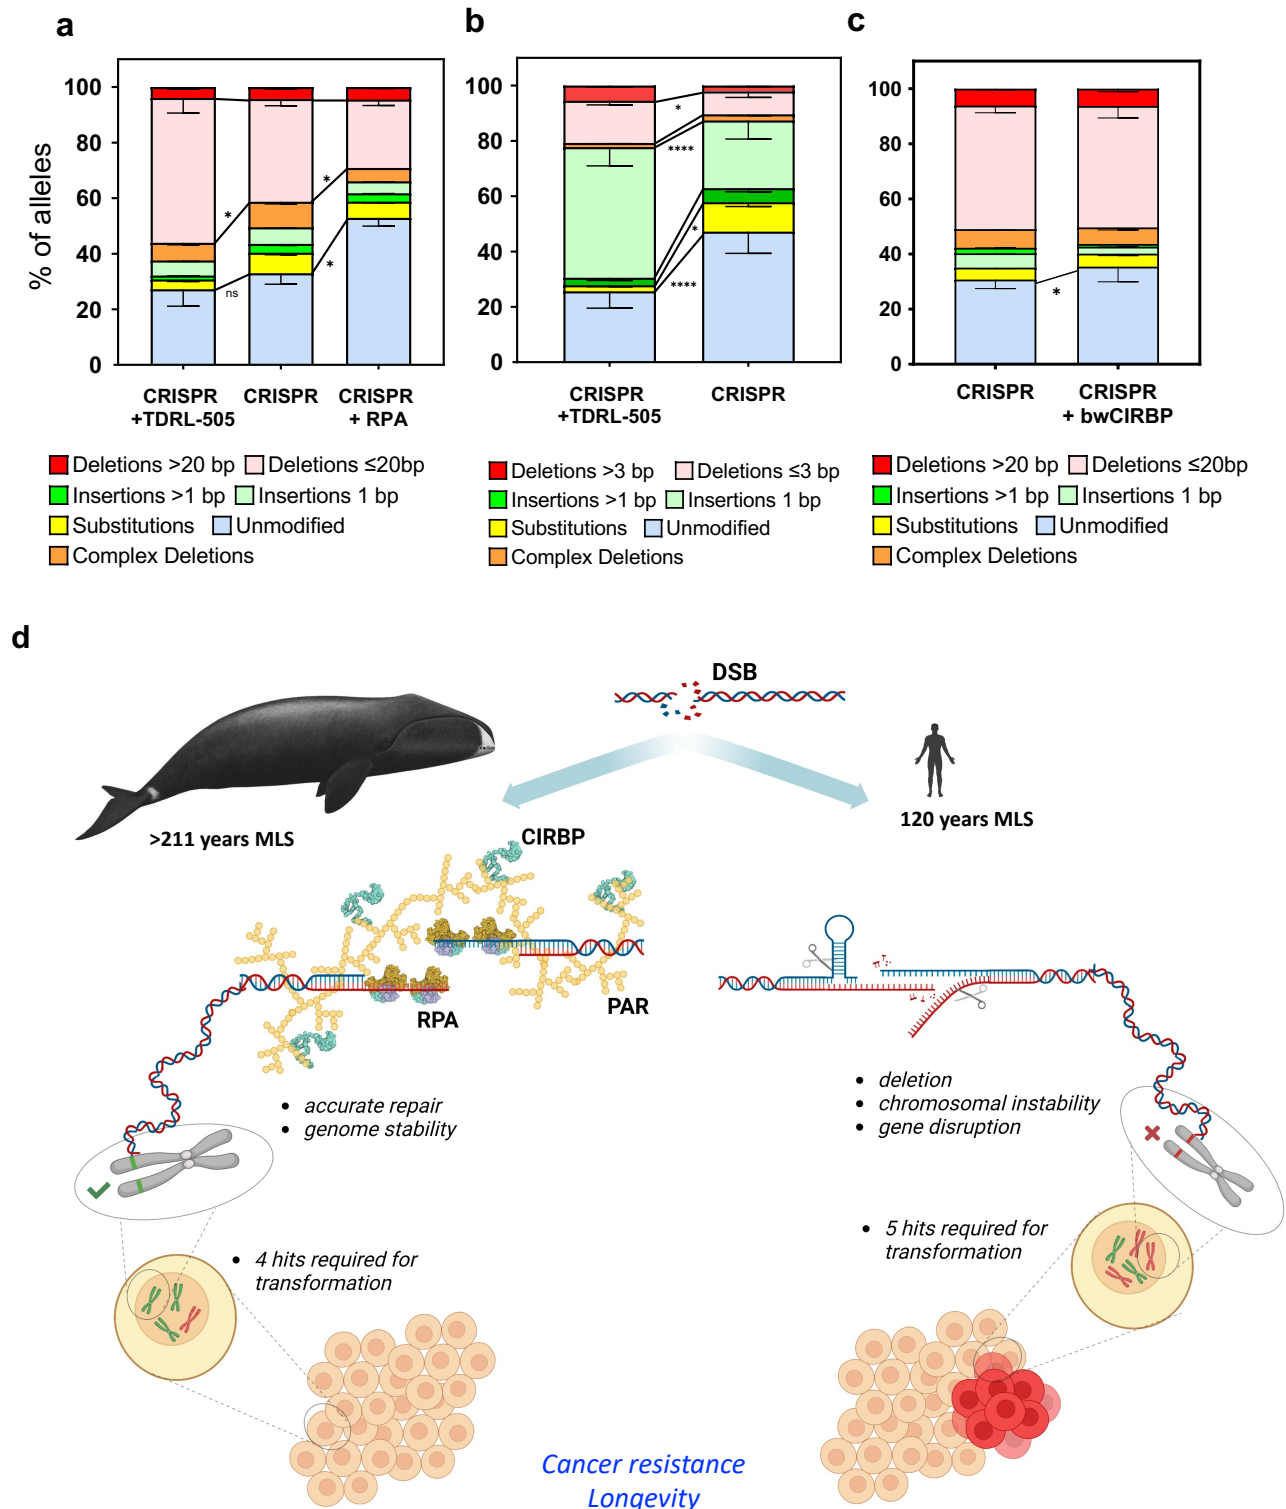 a
b
c
% of alleles
100
80
60
40
20
0
*
ns
*
*
CRISPR
+TDRL-505
CRISPR
CRISPR
+ RPA
100
80
60
40
20
0
*
****
*
****
CRISPR
+TDRL-505
CRISPR
100
80
60
40
20
0
*
CRISPR
CRISPR
+ bwCIRBP
Deletions >20 bp
Deletions ≤20bp
Insertions >1 bp
Insertions 1 bp
Substitutions
Unmodified
Complex Deletions
Deletions >3 bp
Deletions ≤3 bp
Insertions >1 bp
Insertions 1 bp
Substitutions
Unmodified
Complex Deletions
Deletions >20 bp
Deletions ≤20bp
Insertions >1 bp
Insertions 1 bp
Substitutions
Unmodified
Complex Deletions
d
DSB
>211 years MLS
120 years MLS
CIRBP
RPA
PAR
• accurate repair
• genome stability
• deletion
• chromosomal instability
• gene disruption
• 4 hits required for
transformation
• 5 hits required for
transformation
Cancer resistance
Longevity